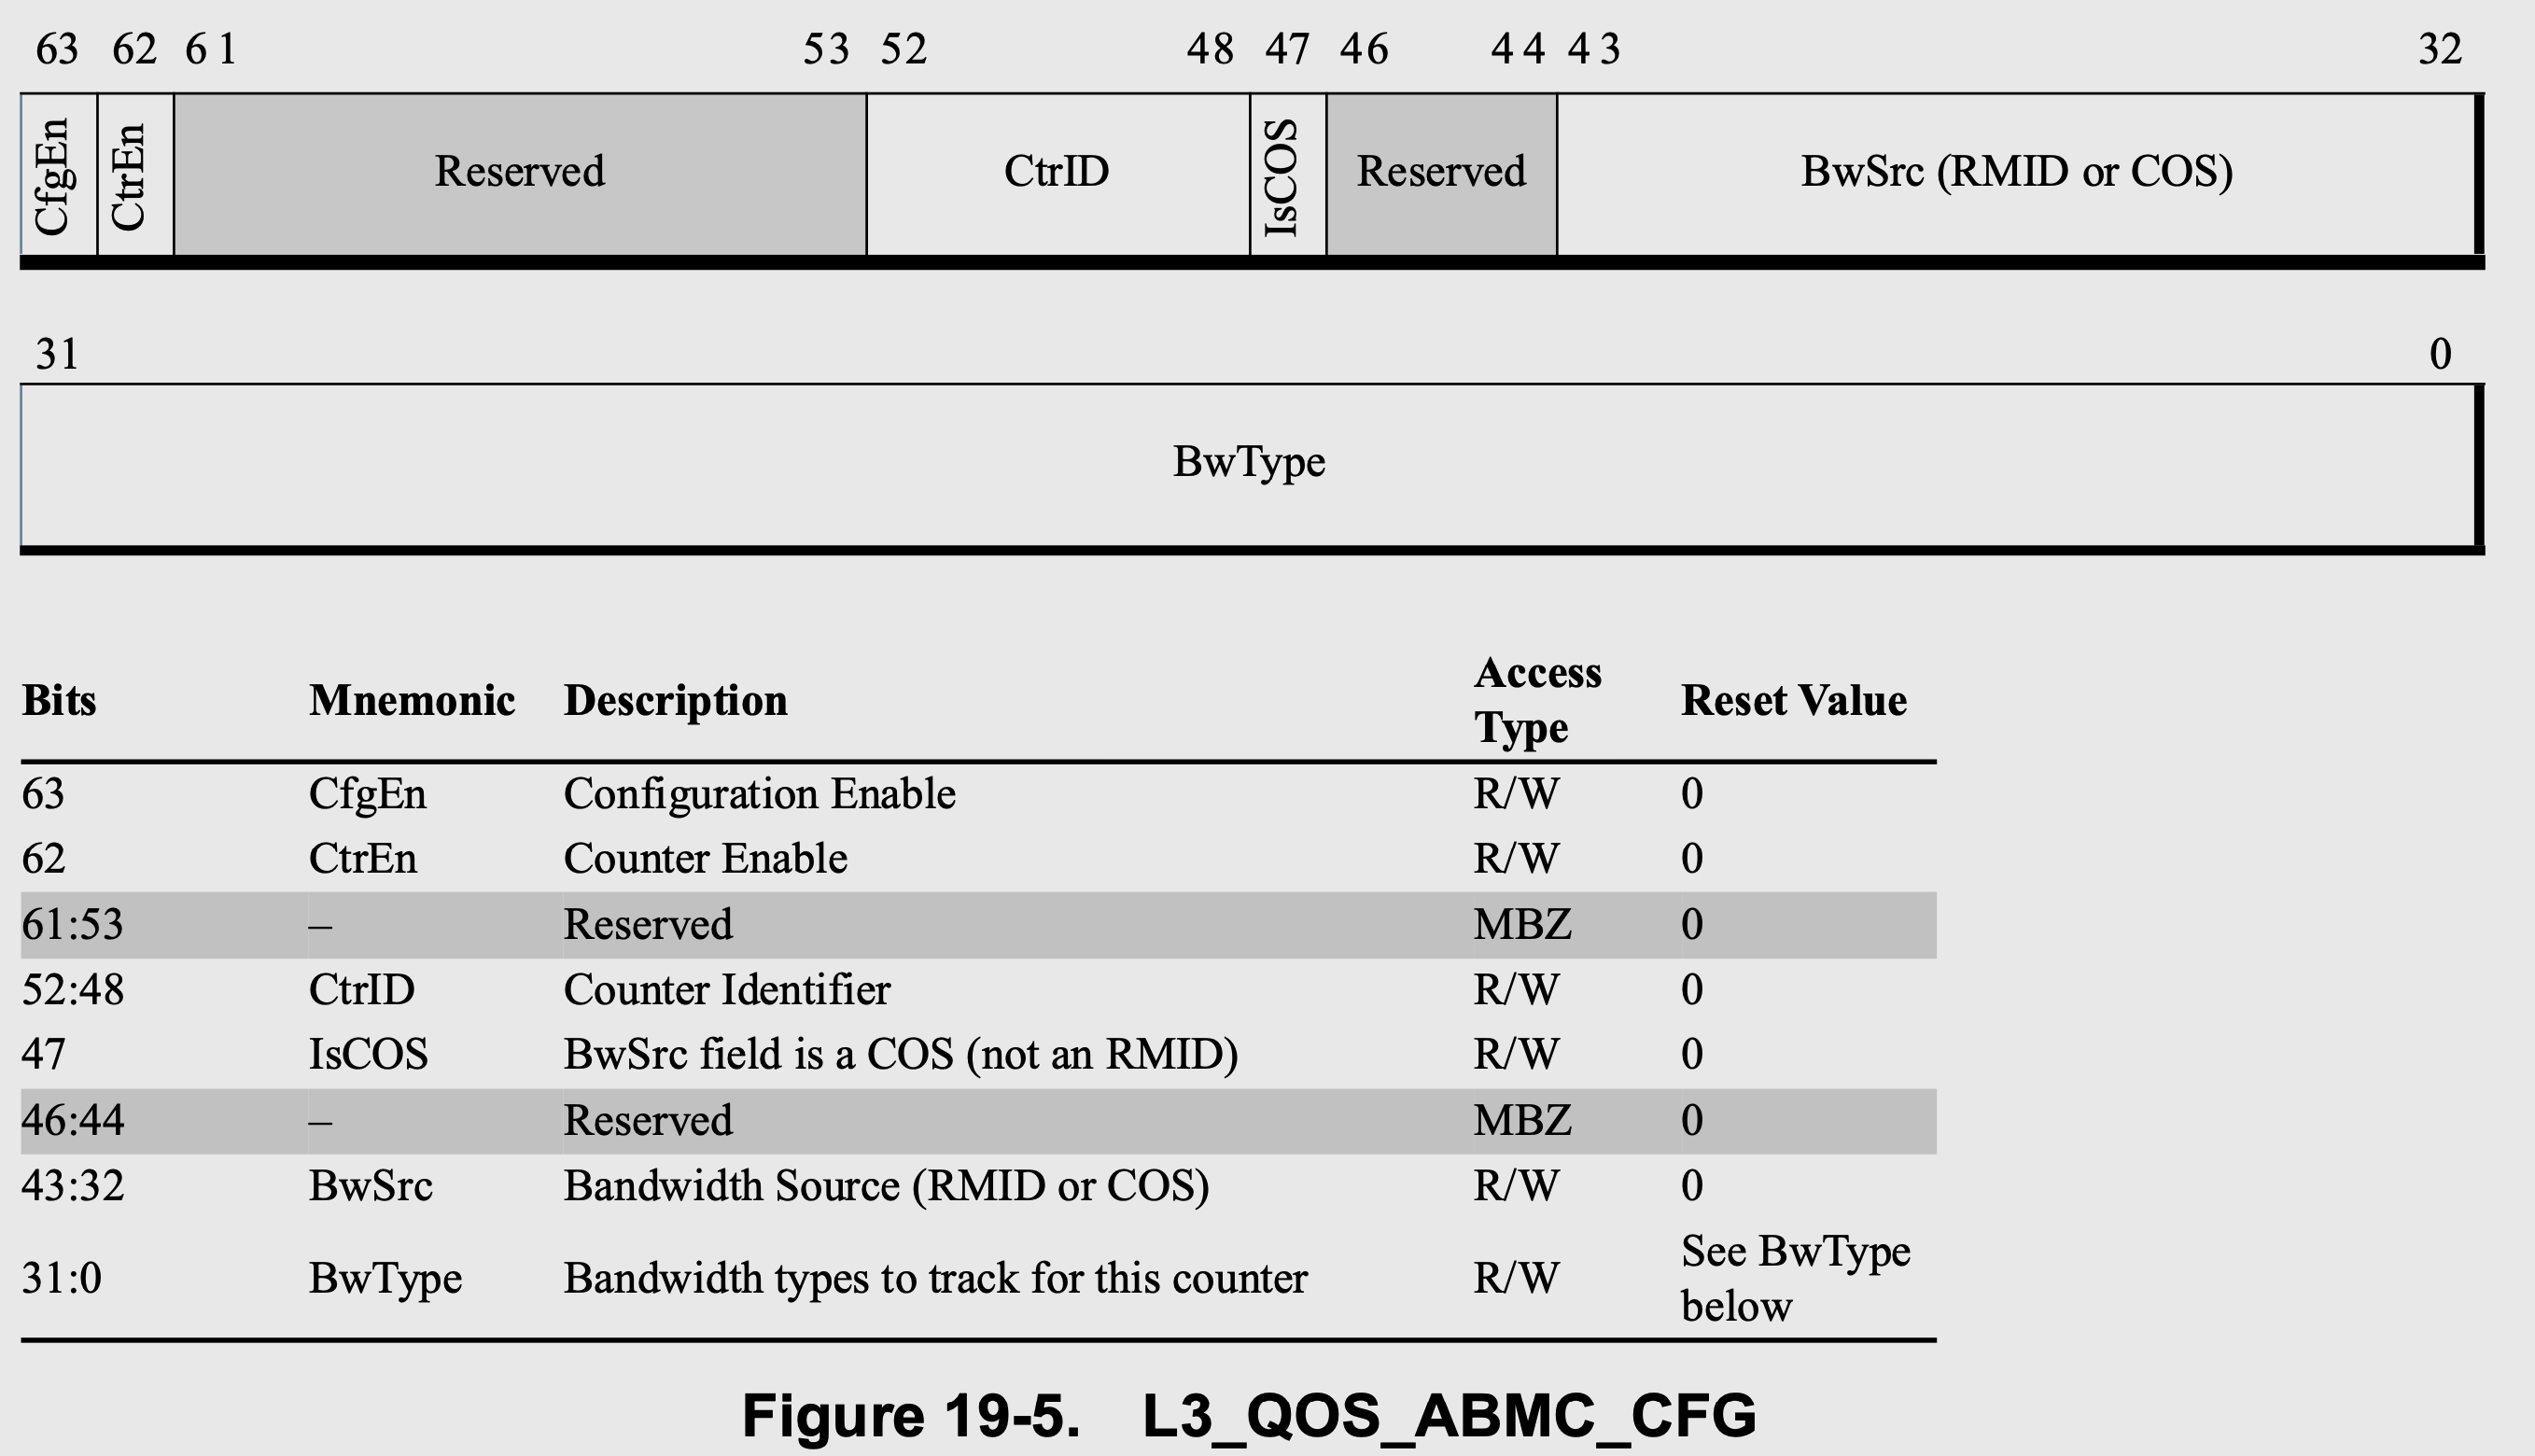 63 62 61 53 52 48 47 46 44 43 32
CfgEn CtrEn Reserved CtrID IsCOS Reserved BwSrc (RMID or COS)
31 0
BwType
Bits Mnemonic Description Access Type Reset Value
63 CfgEn Configuration Enable R/W 0
62 CtrEn Counter Enable R/W 0
61:53 – Reserved MBZ 0
52:48 CtrID Counter Identifier R/W 0
47 IsCOS BwSrc field is a COS (not an RMID) R/W 0
46:44 – Reserved MBZ 0
43:32 BwSrc Bandwidth Source (RMID or COS) R/W 0
31:0 BwType Bandwidth types to track for this counter R/W See BwType below
Figure 19-5. L3_QOS_ABMC_CFG